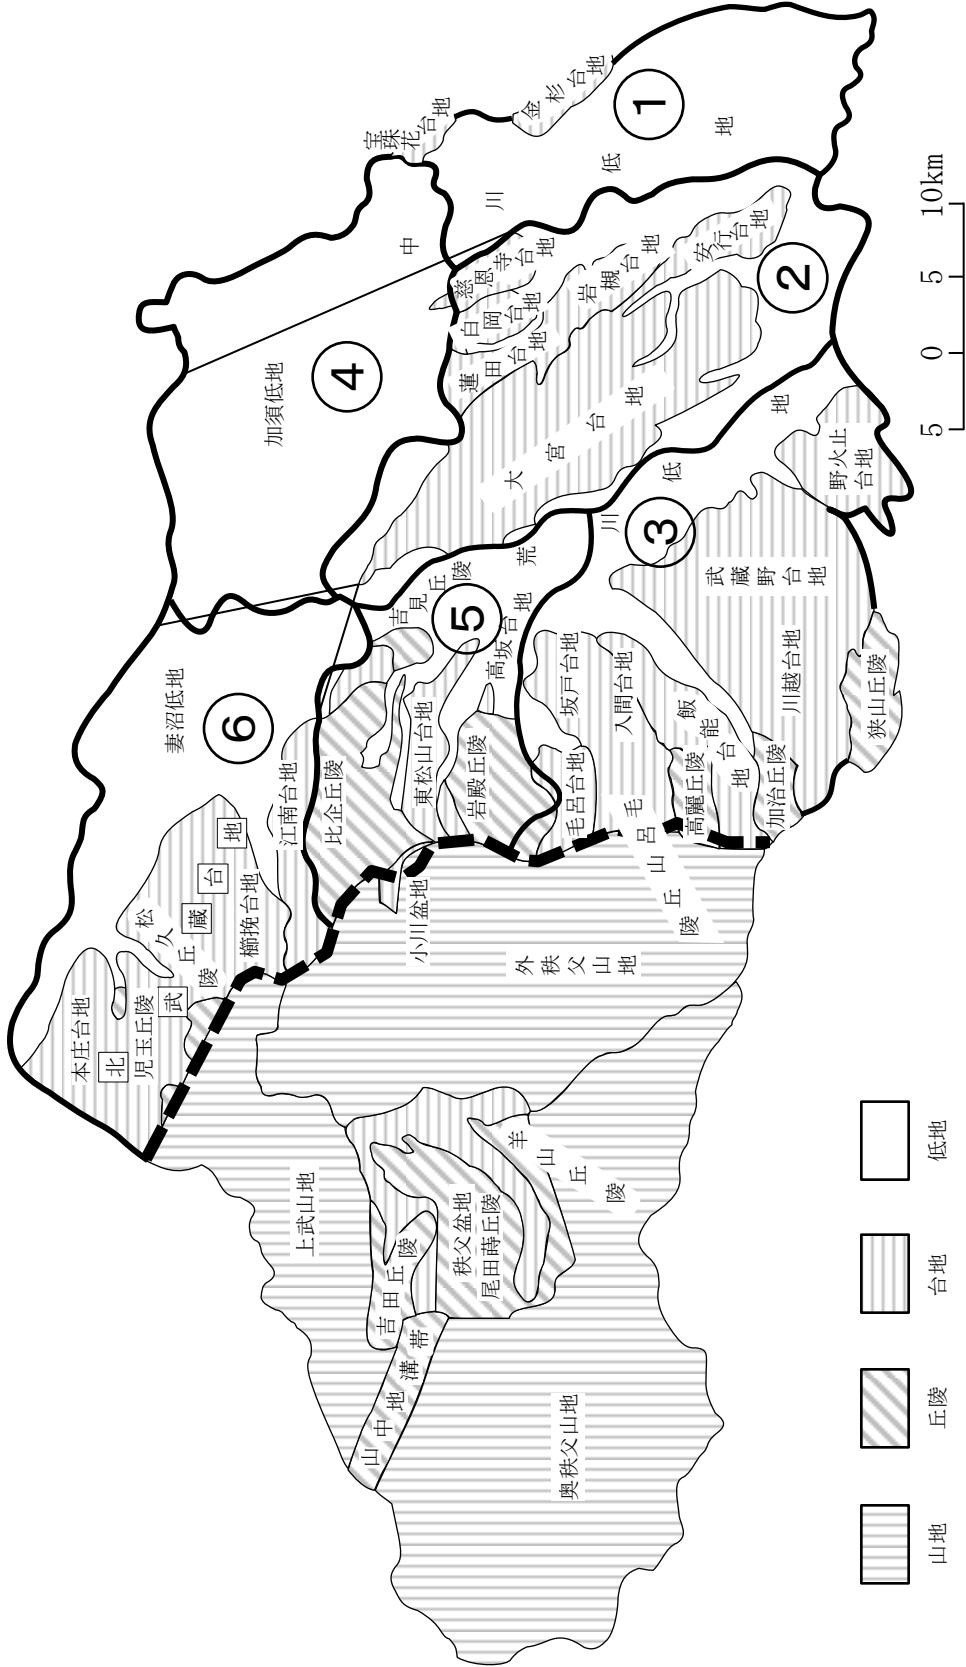 宝珠花台地
金杉台地
①
中川低地
慈恩寺台地
白岡台地
蓮田台地
岩槻台地
安行台地
②
大宮台地
④
加須低地
荒川低地
③
野火止台地
武蔵野台地
川越台地
狭山丘陵
吉見丘陵
⑤
高坂台地
坂戸台地
入間台地
飯能台地
高麗丘陵
加治丘陵
毛呂台地
毛呂山丘陵
東松山台地
岩殿丘陵
比企丘陵
江南台地
⑥
妻沼低地
小川盆地
外秩父山地
櫛挽台地
松久丘陵
北武蔵台地
本庄台地
児玉丘陵
上武山地
羊山丘陵
秩父盆地
尾田蒔丘陵
吉田丘陵
山中地溝帯
奥秩父山地
5 0 5 10km
山地
丘陵
台地
低地